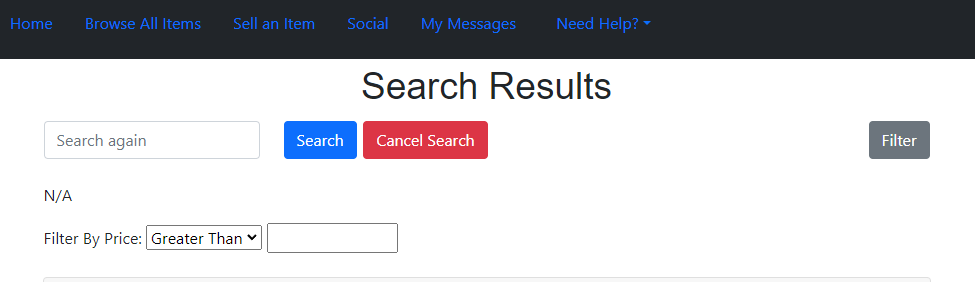 Home Browse All Items Sell an Item Social My Messages Need Help?
Search Results
Search again Search Cancel Search Filter
N/A
Filter By Price: Greater Than